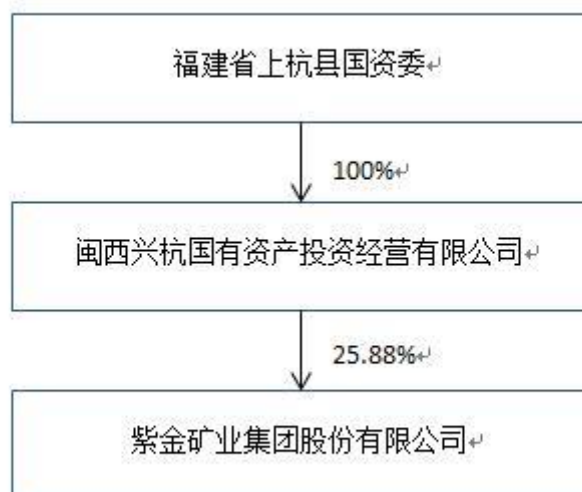 福建省上杭县国资委
100%
闽西兴杭国有资产投资经营有限公司
25.88%
紫金矿业集团股份有限公司